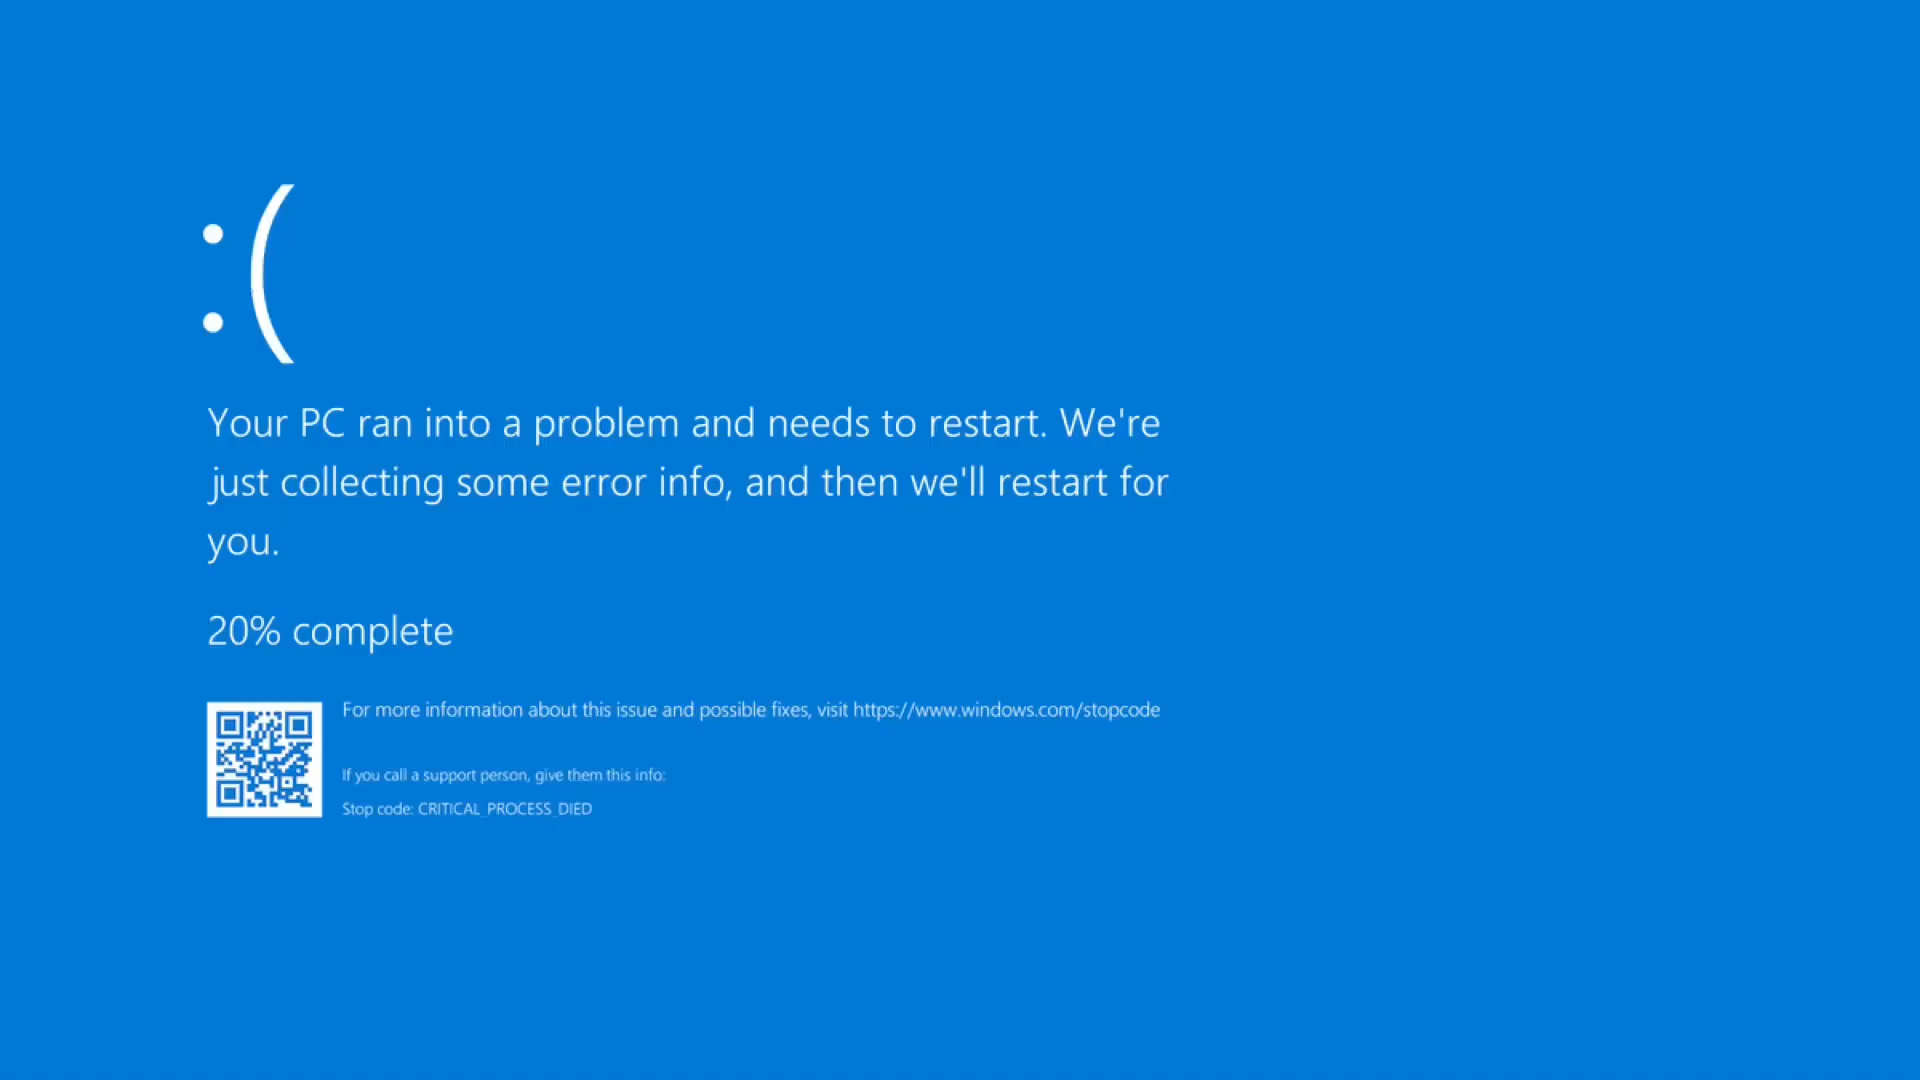 :(
Your PC ran into a problem and needs to restart. We're
just collecting some error info, and then we'll restart for
you.
20% complete
For more information about this issue and possible fixes, visit https://www.windows.com/stopcode
If you call a support person, give them this info:
Stop code: CRITICAL_PROCESS_DIED